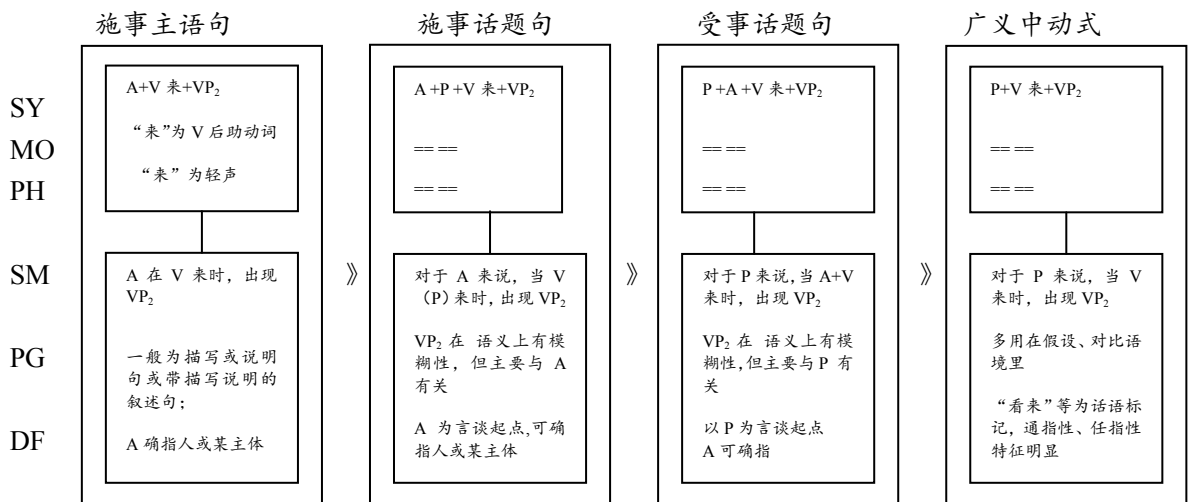 施事主语句
施事话题句
受事话题句
广义中动式
SY
MO
PH
SM
PG
DF
A+V 来+VP₂
“来”为 V 后助动词
“来”为轻声
A 在 V 来时，出现
VP₂
一般为描写或说明
句或带描写说明的
叙述句；
A 确指人或某主体
》
A +P +V 来+VP₂
== ==
== ==
对于 A 来说，当 V
（P）来时，出现 VP₂
VP₂ 在 语义上有模
糊性，但主要与 A
有关
A 为言谈起点,可确
指人或某主体
》
P +A +V 来+VP₂
== ==
== ==
对于 P 来说，当 A+V
来时，出现 VP₂
VP₂ 在 语义上有模
糊性,但主要与 P 有
关
以 P 为言谈起点
A 可确指
》
P+V 来+VP₂
== ==
== ==
对于 P 来说，当 V
来时，出现 VP₂
多用在假设、对比语
境里
“看来”等为话语标
记，通指性、任指性
特征明显